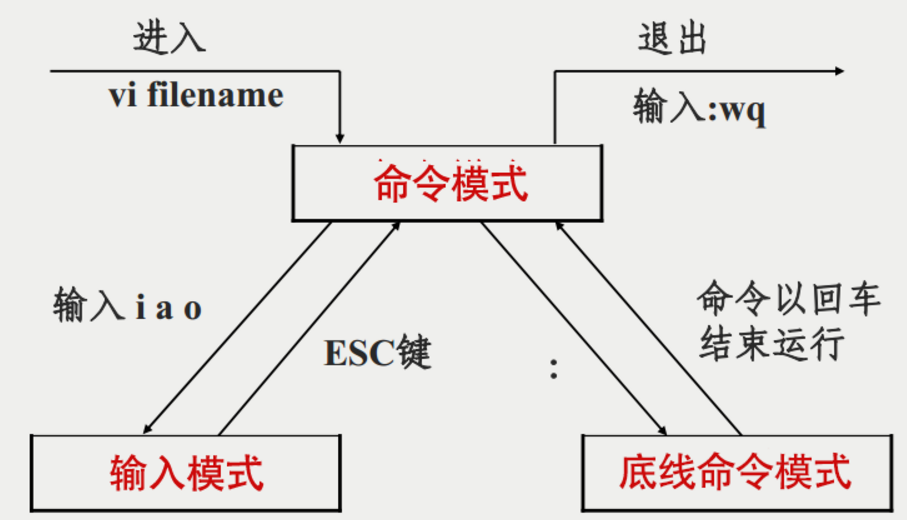 进入
退出
vi filename
输入:wq
命令模式
输入 i a o
命令以回车
结束运行
ESC键
:
输入模式
底线命令模式